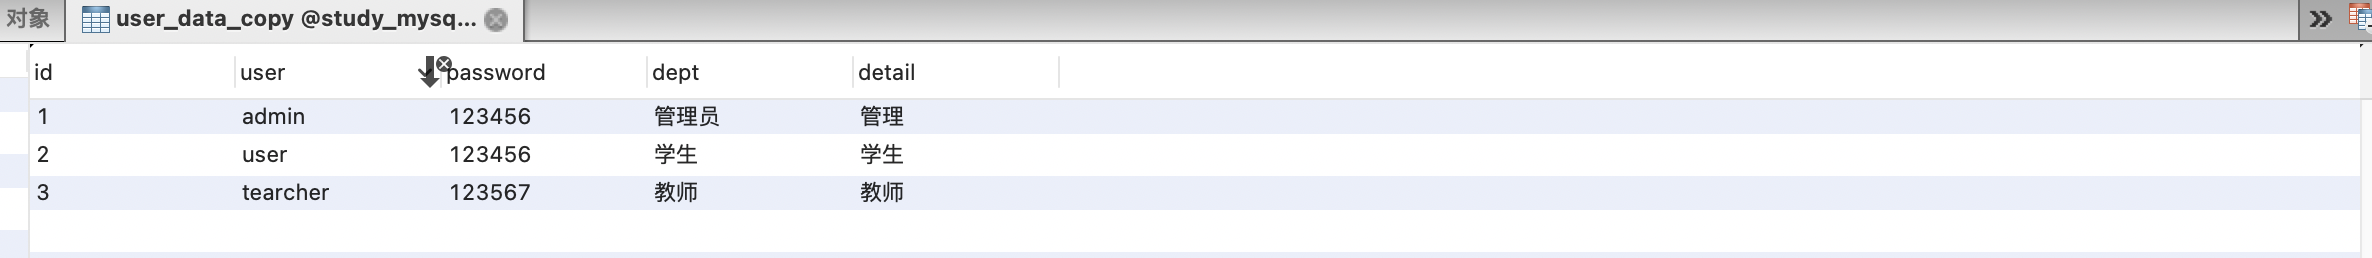 对象 user_data_copy @study_mysq...
id user password dept detail
1 admin 123456 管理员 管理
2 user 123456 学生 学生
3 tearcher 123567 教师 教师